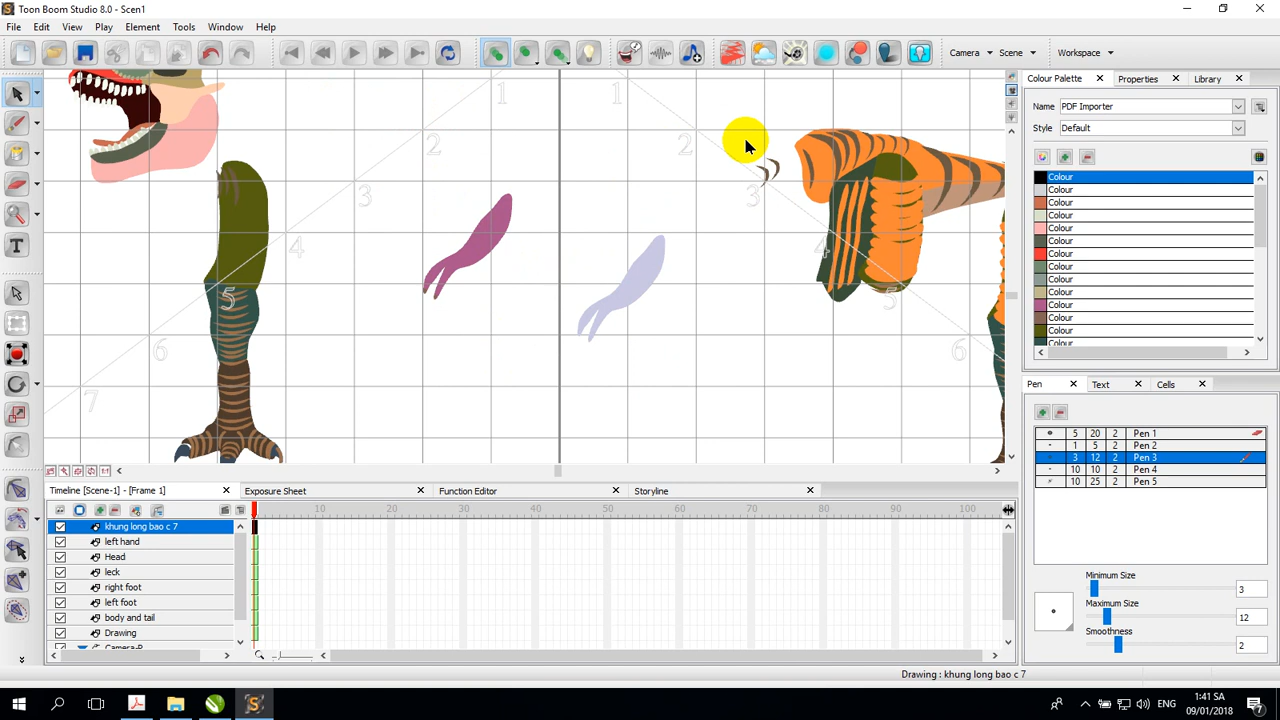 Toon Boom Studio 8.0 - Scen1
File Edit View Play Element Tools Window Help
Camera Scene Workspace
Colour Palette Properties Library
Name PDF Importer
Style Default
Colour
Colour
Colour
Colour
Colour
Colour
Colour
Colour
Colour
Colour
Colour
Colour
Colour
Colour
1 1
2 2
3 3
4 4
5 5
6 6
7
Pen Text Cells
5 20 2 Pen 1
1 5 2 Pen 2
3 12 2 Pen 3
10 10 2 Pen 4
10 25 2 Pen 5
Minimum Size
3
Maximum Size
12
Smoothness
2
Timeline [Scene-1] - [Frame 1] Exposure Sheet Function Editor Storyline
10 20 30 40 50 60 70 80 90 100
khung long bao c 7
left hand
Head
leck
right foot
left foot
body and tail
Drawing
Camera-P
Drawing : khung long bao c 7
ENG
1:41 SA
09/01/2018
7